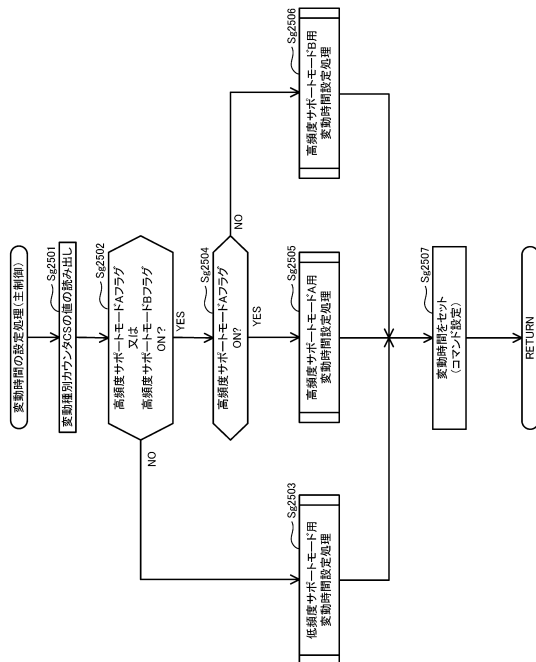 変動時間の設定処理(主制御)
Sg2501
変動種別カウンタCSの値の読み出し
Sg2502
高頻度サポートモードAフラグ
又は
高頻度サポートモードBフラグ
ON?
NO
YES
Sg2504
高頻度サポートモードAフラグ
ON?
NO
YES
Sg2503
低頻度サポートモード用
変動時間設定処理
Sg2505
高頻度サポートモードA用
変動時間設定処理
Sg2506
高頻度サポートモードB用
変動時間設定処理
Sg2507
変動時間をセット
(コマンド設定)
RETURN